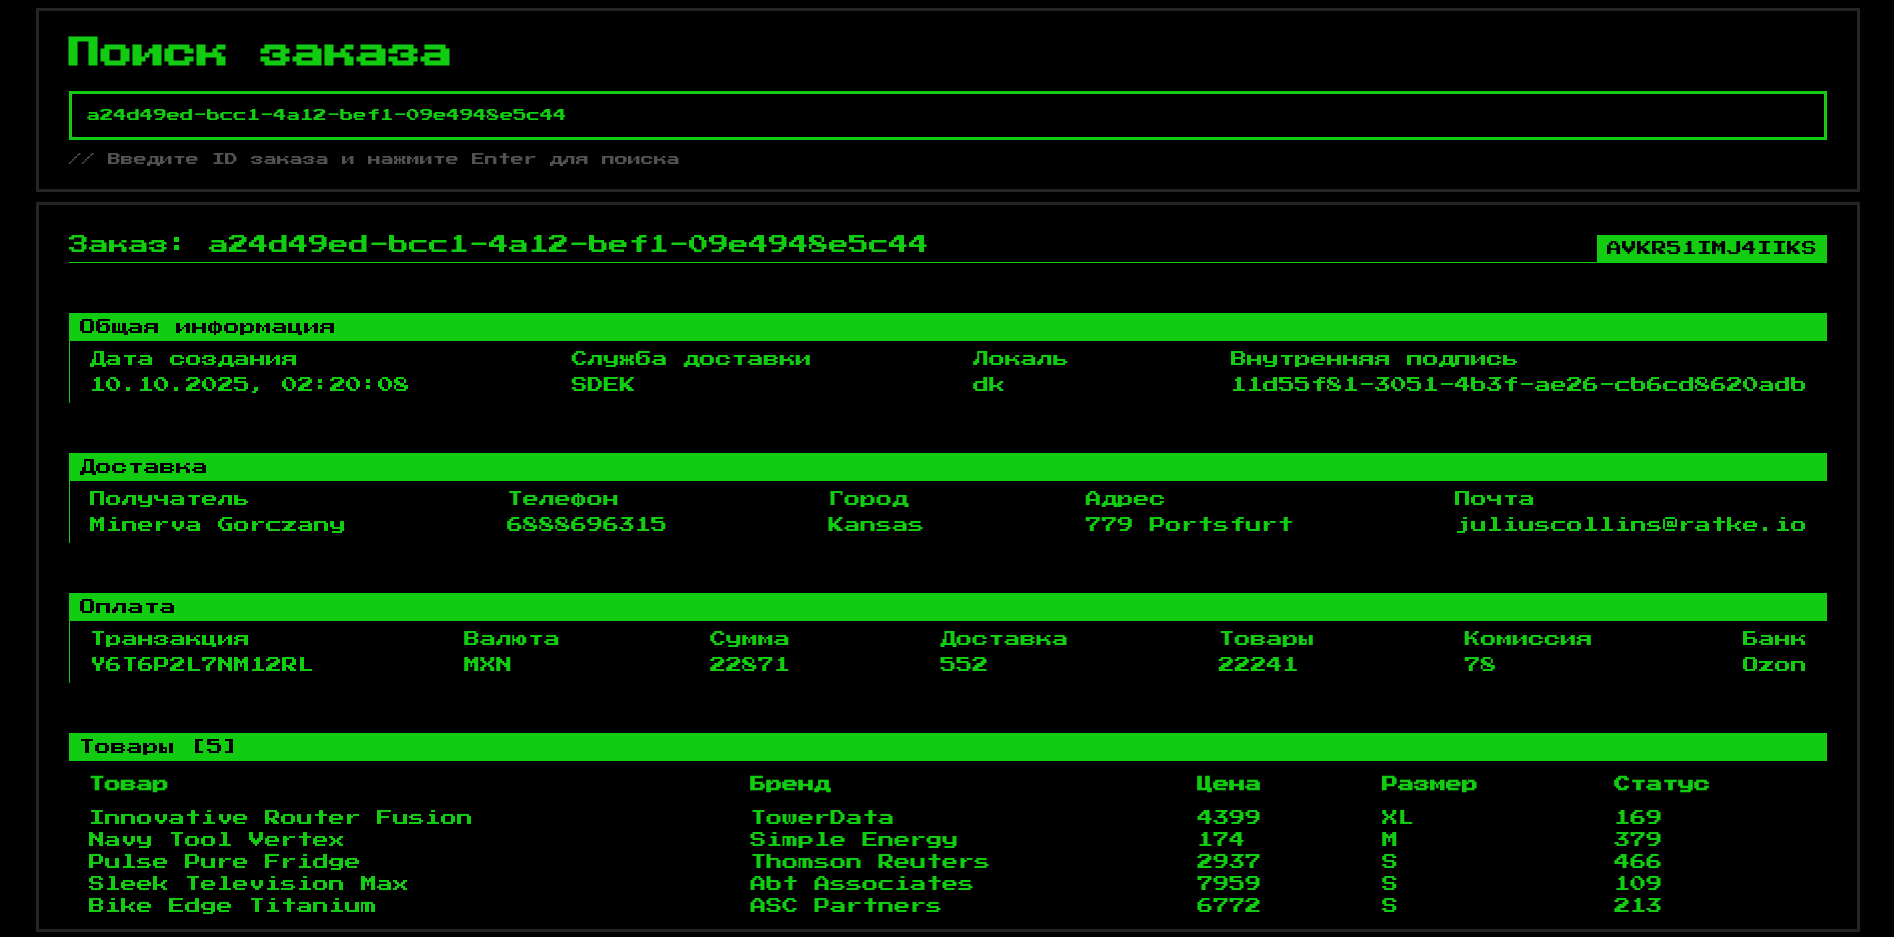 Поиск заказа
a24d49ed-bcc1-4a12-bef1-09e4948e5c44
// Введите ID заказа и нажмите Enter для поиска
Заказ: a24d49ed-bcc1-4a12-bef1-09e4948e5c44 AVKR51IMJ4IIKS
Общая информация
Дата создания Служба доставки Локаль Внутренняя подпись
10.10.2025, 02:20:08 SDEK dk 11d55f81-3051-4b3f-ae26-cb6cd8620adb
Доставка
Получатель Телефон Город Адрес Почта
Minerva Gorczany 6888696315 Kansas 779 Portsfurt juliuscollins@ratke.io
Оплата
Транзакция Валюта Сумма Доставка Товары Комиссия Банк
Y6T6P2L7NM12RL MXN 22871 552 22241 78 Ozon
Товары [5]
Товар Бренд Цена Размер Статус
Innovative Router Fusion TowerData 4399 XL 169
Navy Tool Vertex Simple Energy 174 M 379
Pulse Pure Fridge Thomson Reuters 2937 S 466
Sleek Television Max Abt Associates 7959 S 109
Bike Edge Titanium ASC Partners 6772 S 213